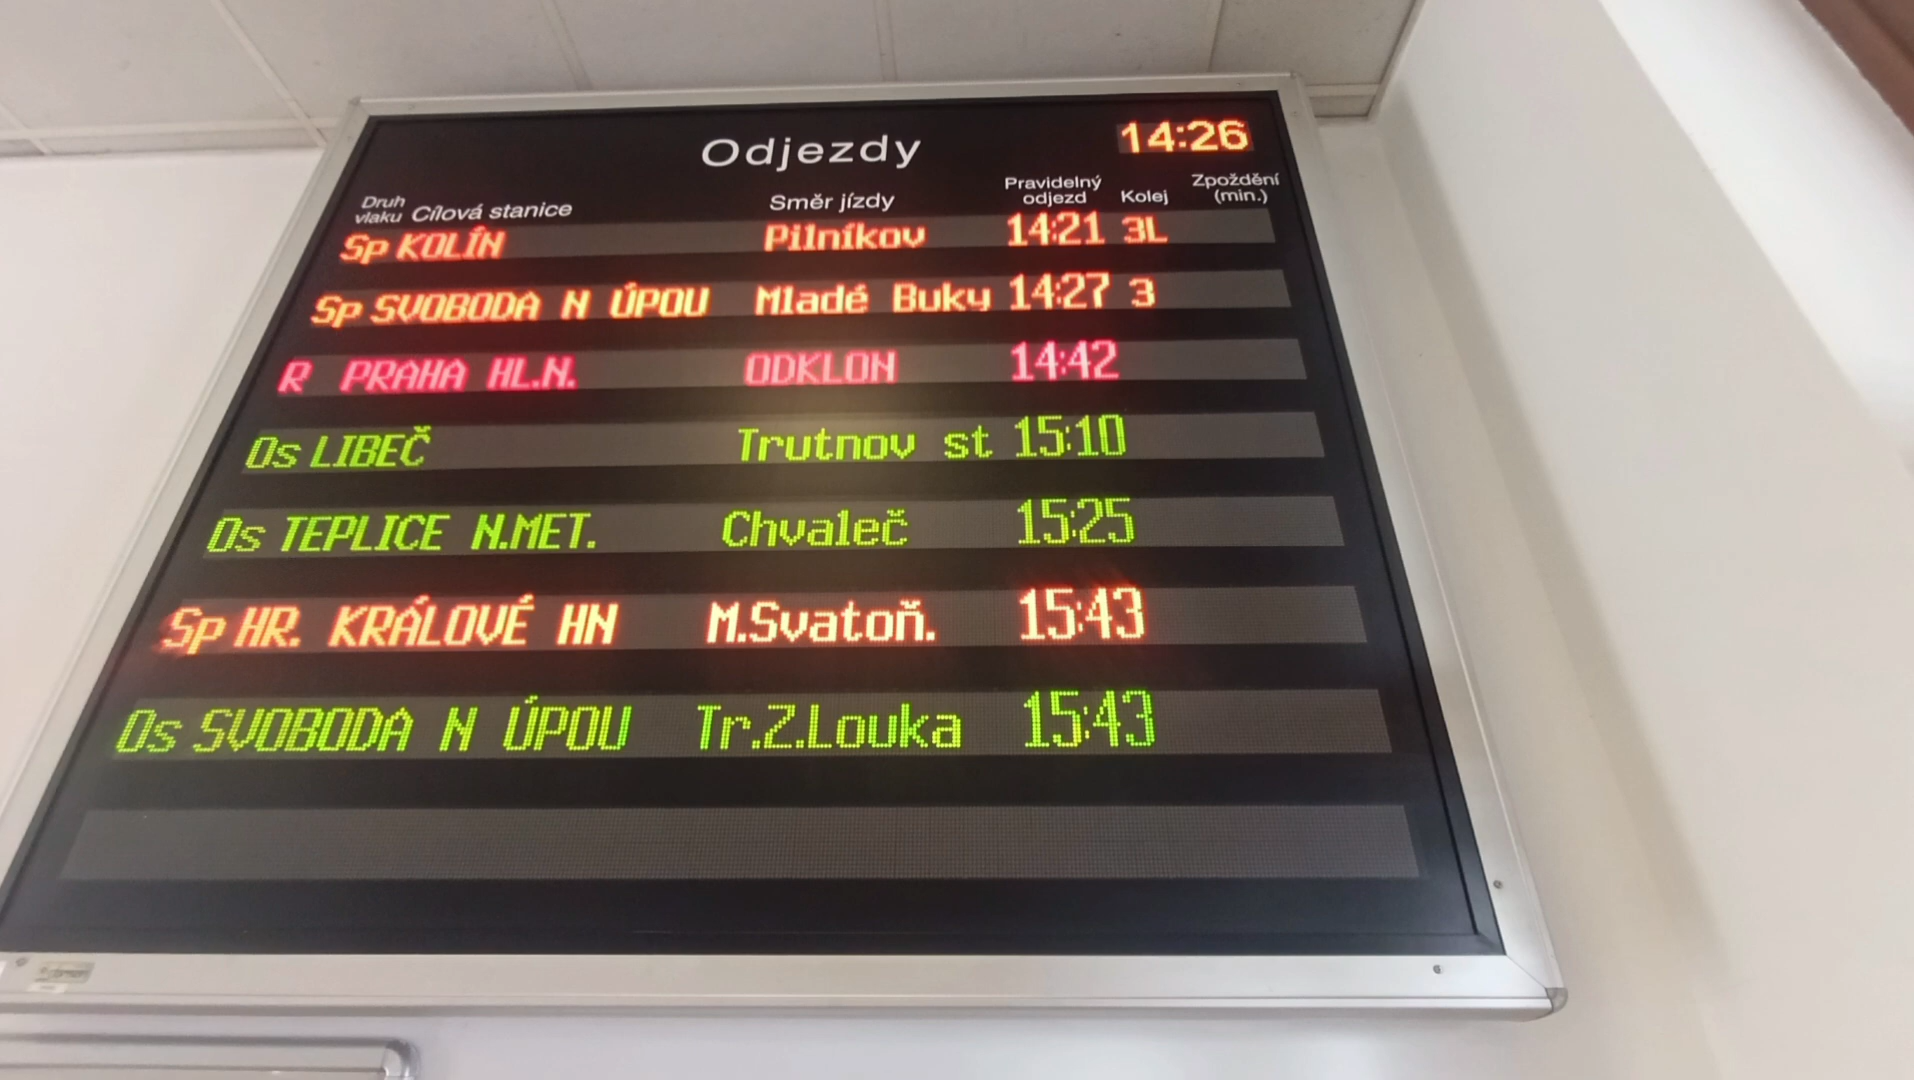 Odjezdy 14:26
Druh vlaku Cílová stanice Směr jízdy Pravidelný odjezd Kolej Zpoždění (min.)
Sp KOLÍN Pilníkov 14:21 3L
Sp SVOBODA N ÚPOU Mladé Buky 14:27 3
R PRAHA HL.N. ODKLON 14:42
Os LIBEČ Trutnov st 15:10
Os TEPLICE N.MET. Chvaleč 15:25
Sp HR. KRÁLOVÉ HN M.Svatoň. 15:43
Os SVOBODA N ÚPOU Tr.Z.Louka 15:43